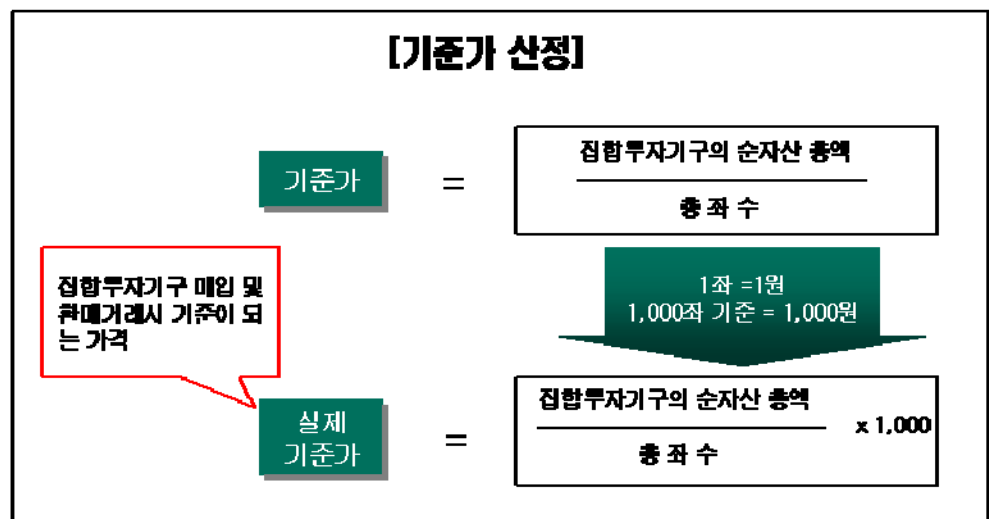 [기준가 산정]
기준가
=
집합투자기구의 순자산 총액
총 좌 수
집합투자기구 매입 및
환매거래시 기준이 되
는 가격
1좌 =1원
1,000좌 기준 = 1,000원
실제
기준가
=
집합투자기구의 순자산 총액
x 1,000
총 좌 수